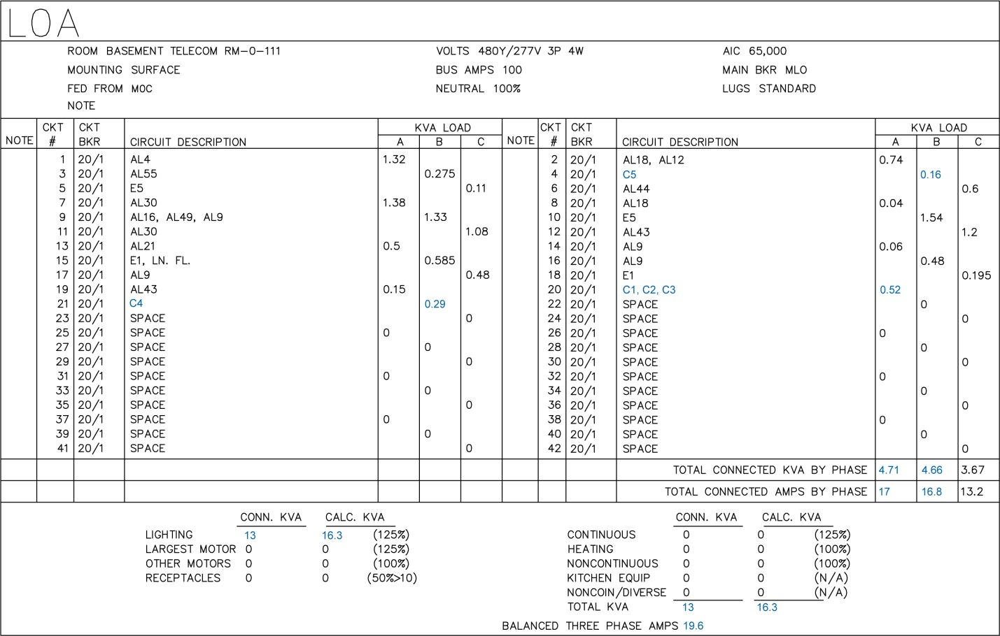 LOA
ROOM BASEMENT TELECOM RM-0-111 VOLTS 480Y/277V 3P 4W AIC 65,000
MOUNTING SURFACE BUS AMPS 100 MAIN BKR MLO
FED FROM M0C NEUTRAL 100% LUGS STANDARD
NOTE
CKT CKT KVA LOAD CKT CKT KVA LOAD
NOTE # BKR CIRCUIT DESCRIPTION A B C NOTE # BKR CIRCUIT DESCRIPTION A B C
1 20/1 AL4 1.32 2 20/1 AL18, AL12 0.74
3 20/1 AL55 0.275 4 20/1 C5 0.16
5 20/1 E5 0.11 6 20/1 AL44 0.6
7 20/1 AL30 1.38 8 20/1 AL18 0.04
9 20/1 AL16, AL49, AL9 1.33 10 20/1 E5 1.54
11 20/1 AL30 1.08 12 20/1 AL43 1.2
13 20/1 AL21 0.5 14 20/1 AL9 0.06
15 20/1 E1, LN. FL. 0.585 16 20/1 AL9 0.48
17 20/1 AL9 0.48 18 20/1 E1 0.195
19 20/1 AL43 0.15 20 20/1 C1, C2, C3 0.52
21 20/1 C4 0.29 22 20/1 SPACE 0
23 20/1 SPACE 0 24 20/1 SPACE 0
25 20/1 SPACE 0 26 20/1 SPACE 0
27 20/1 SPACE 0 28 20/1 SPACE 0
29 20/1 SPACE 0 30 20/1 SPACE 0
31 20/1 SPACE 0 32 20/1 SPACE 0
33 20/1 SPACE 0 34 20/1 SPACE 0
35 20/1 SPACE 0 36 20/1 SPACE 0
37 20/1 SPACE 0 38 20/1 SPACE 0
39 20/1 SPACE 0 40 20/1 SPACE 0
41 20/1 SPACE 0 42 20/1 SPACE 0
TOTAL CONNECTED KVA BY PHASE 4.71 4.66 3.67
TOTAL CONNECTED AMPS BY PHASE 17 16.8 13.2
CONN. KVA CALC. KVA CONN. KVA CALC. KVA
LIGHTING 13 16.3 (125%) CONTINUOUS 0 0 (125%)
LARGEST MOTOR 0 0 (125%) HEATING 0 0 (100%)
OTHER MOTORS 0 0 (100%) NONCONTINUOUS 0 0 (100%)
RECEPTACLES 0 0 (50%>10) KITCHEN EQUIP 0 0 (N/A)
NONCOIN/DIVERSE 0 0 (N/A)
TOTAL KVA 13 16.3
BALANCED THREE PHASE AMPS 19.6